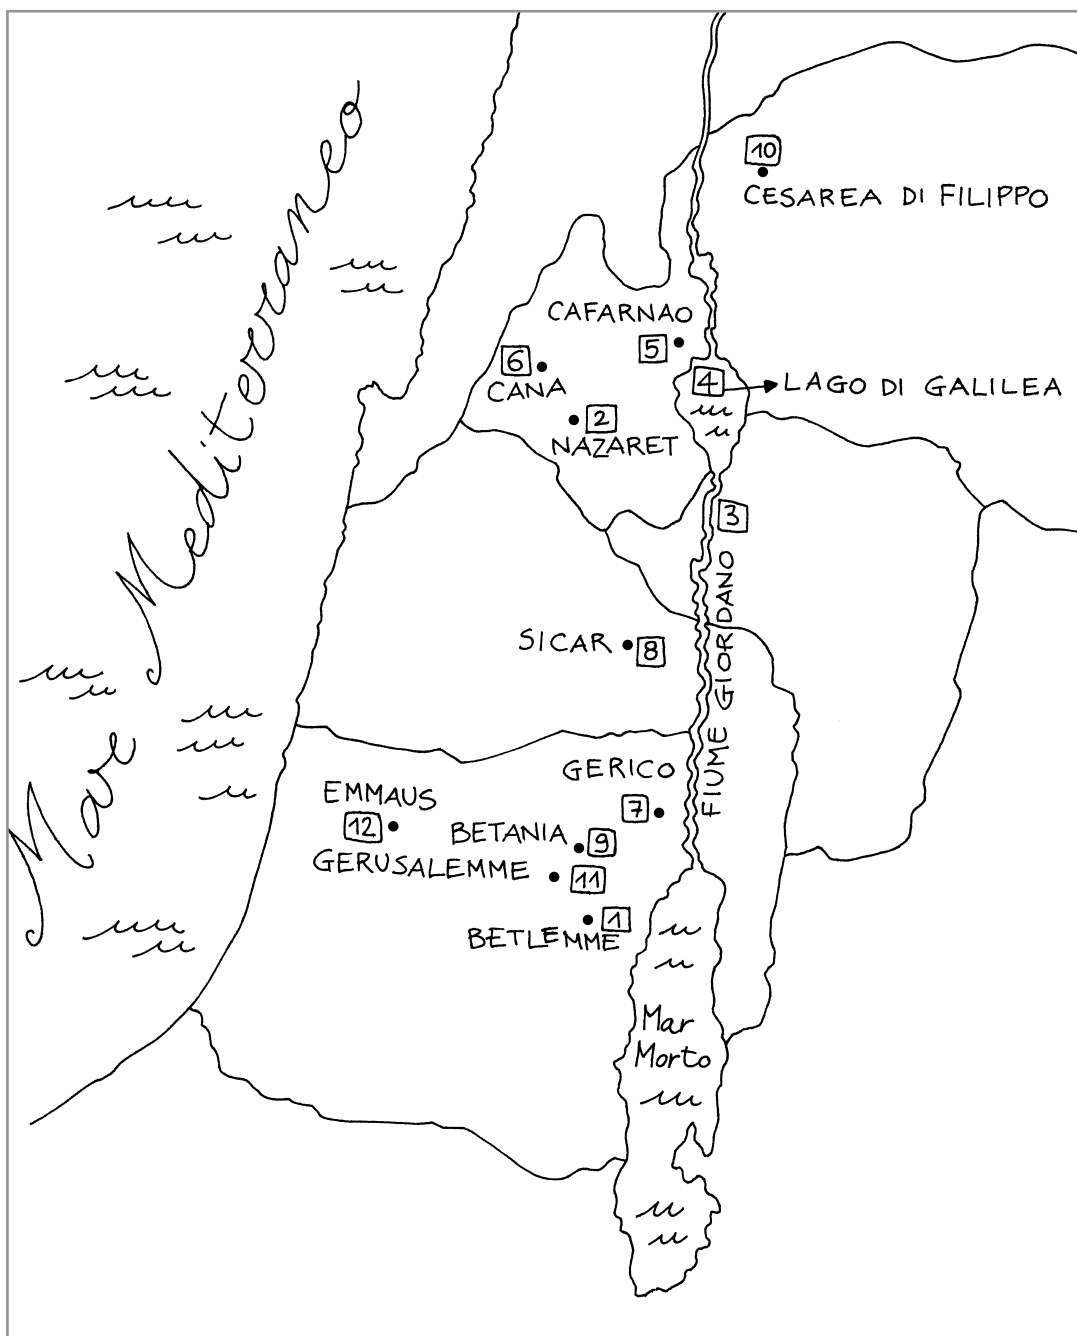 Mar Mediterraneo
10
CESAREA DI FILIPPO
CAFARNAO
5
6
CANA
4
LAGO DI GALILEA
2
NAZARET
3
FIUME GIORDANO
SICAR
8
GERICO
7
EMMAUS
12
BETANIA
9
GERUSALEMME
11
1
BETLEMME
Mar
Morto